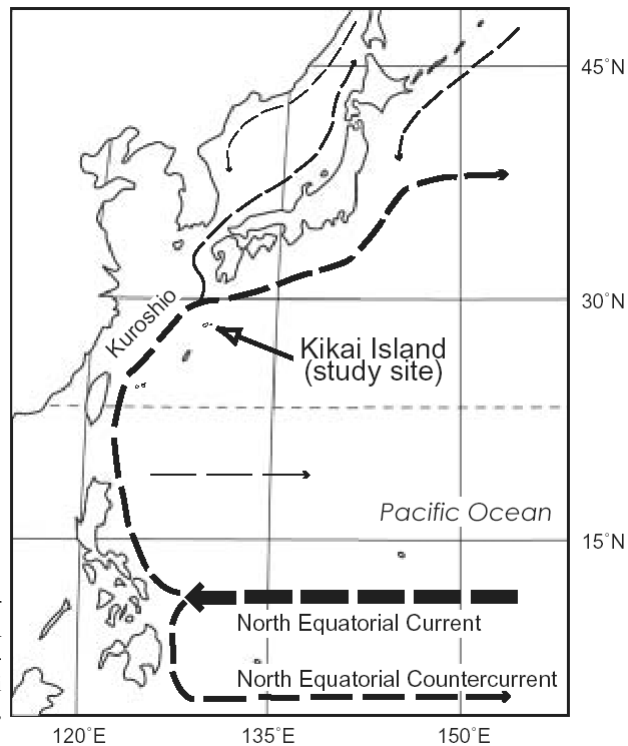 45°N
Kuroshio
30°N
Kikai Island
(study site)
Pacific Ocean
15°N
North Equatorial Current
North Equatorial Countercurrent
120°E
135°E
150°E